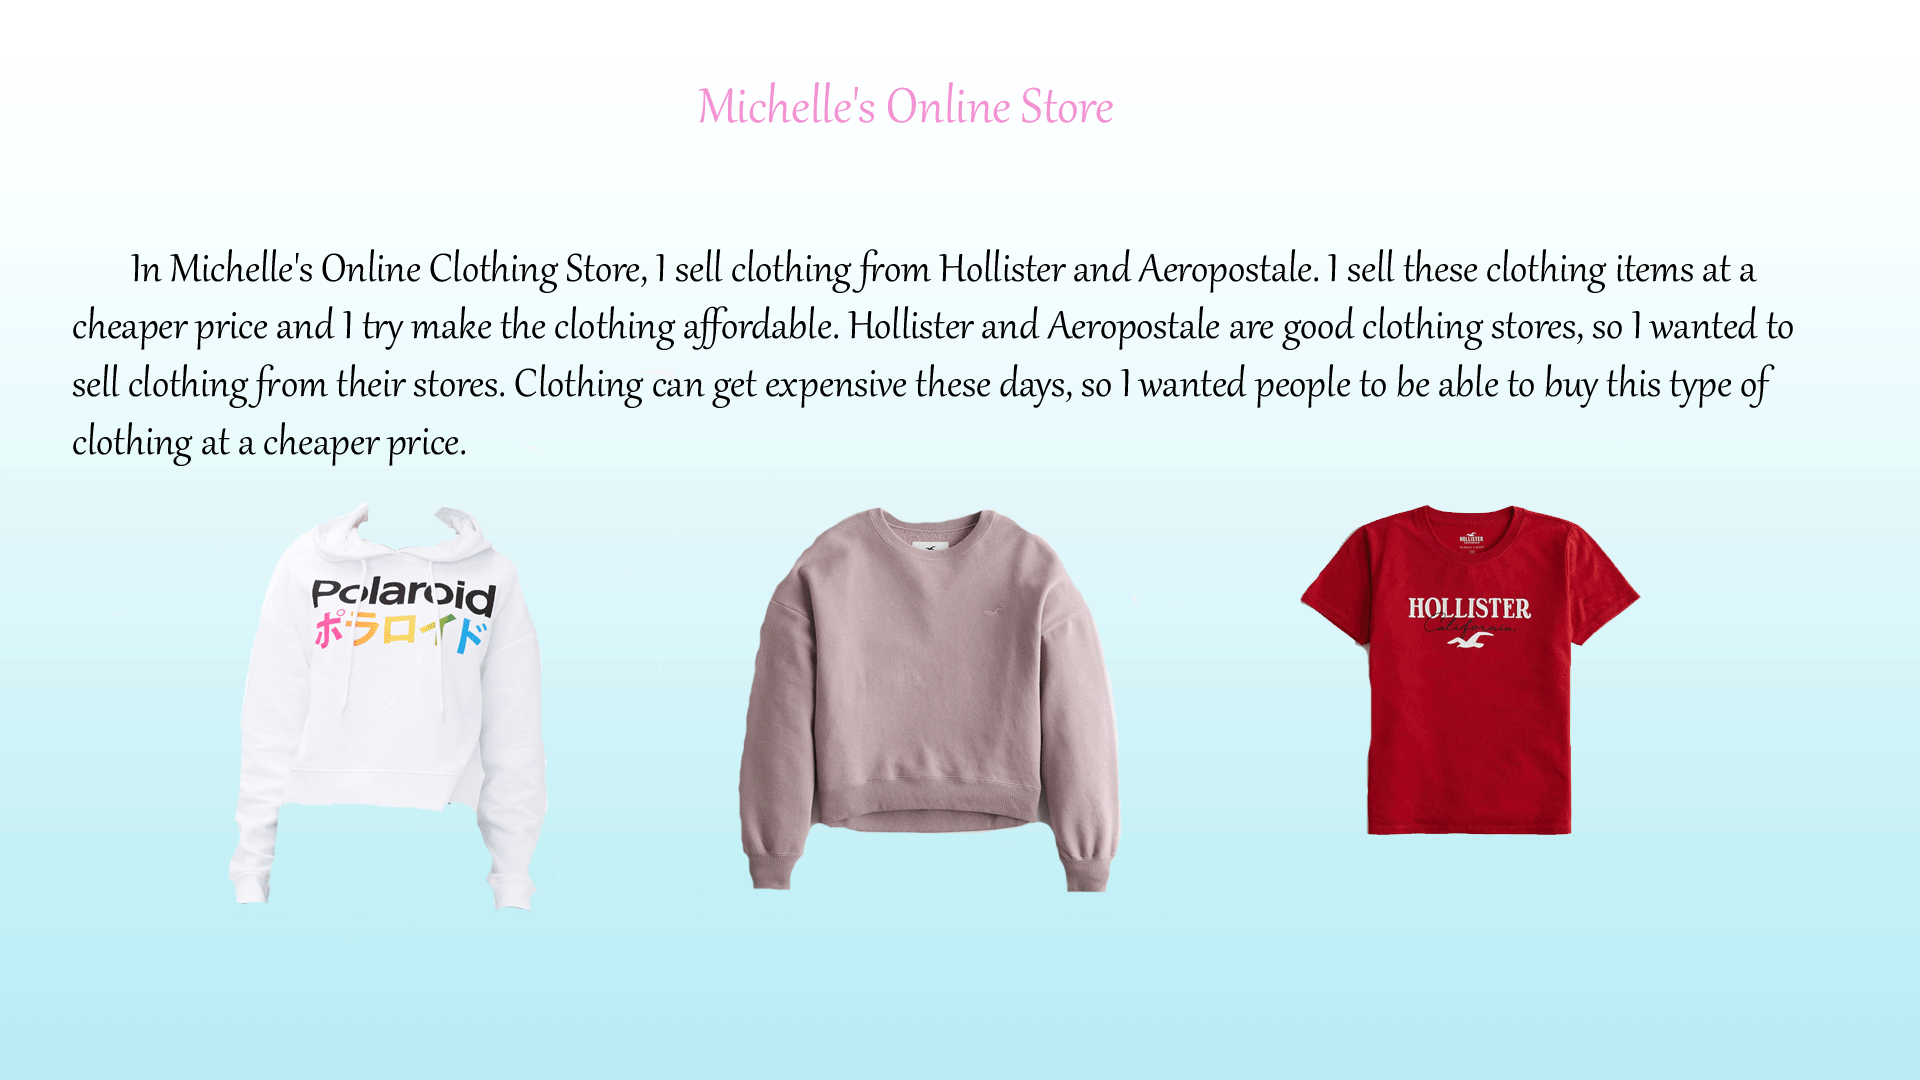 Michelle's Online Store
In Michelle's Online Clothing Store, I sell clothing from Hollister and Aeropostale. I sell these clothing items at a
cheaper price and I try make the clothing affordable. Hollister and Aeropostale are good clothing stores, so I wanted to
sell clothing from their stores. Clothing can get expensive these days, so I wanted people to be able to buy this type of
clothing at a cheaper price.
Polaroid
ポラロイド
HOLLISTER
HOLLISTER
California